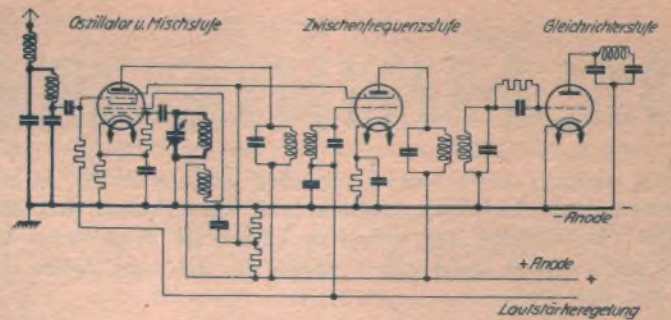 Oszillator u. Mischstufe
Zwischenfrequenzstufe
Gleichrichterstufe
- Anode -
+ Anode +
Lautstärkeregelung